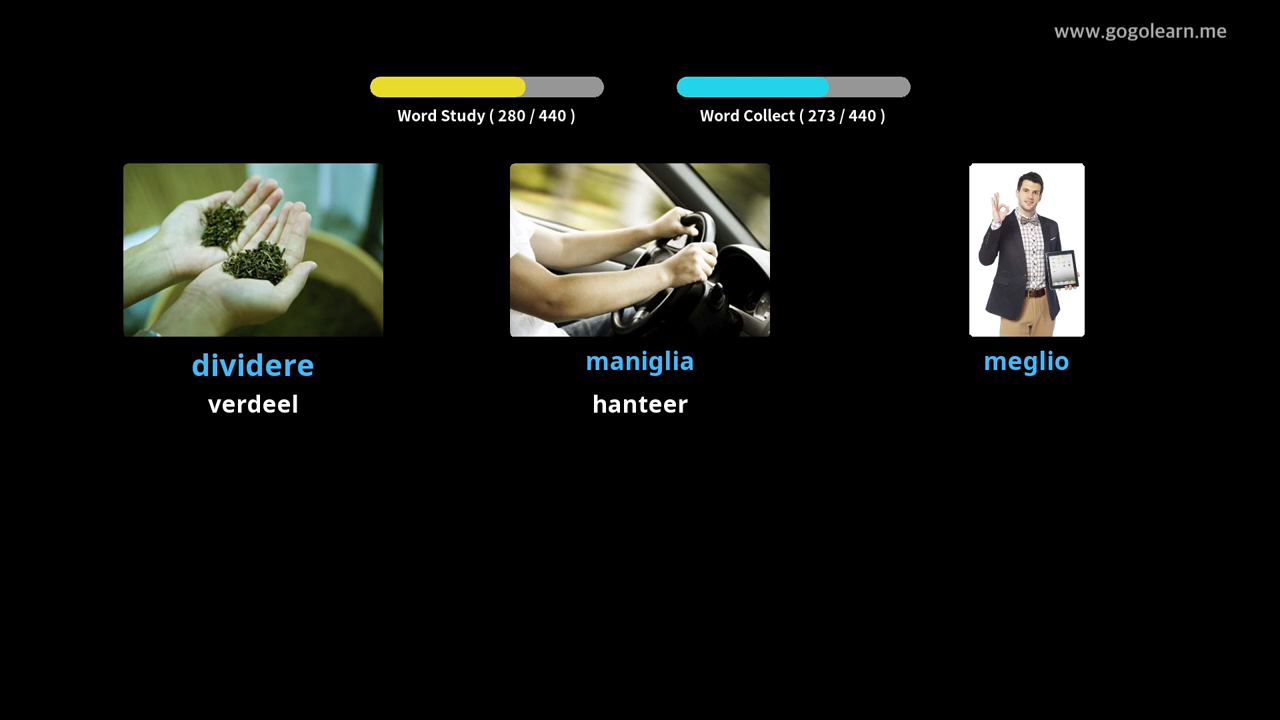 www.gogolearn.me
Word Study ( 280 / 440 )
Word Collect ( 273 / 440 )
dividere
maniglia
meglio
verdeel
hanteer